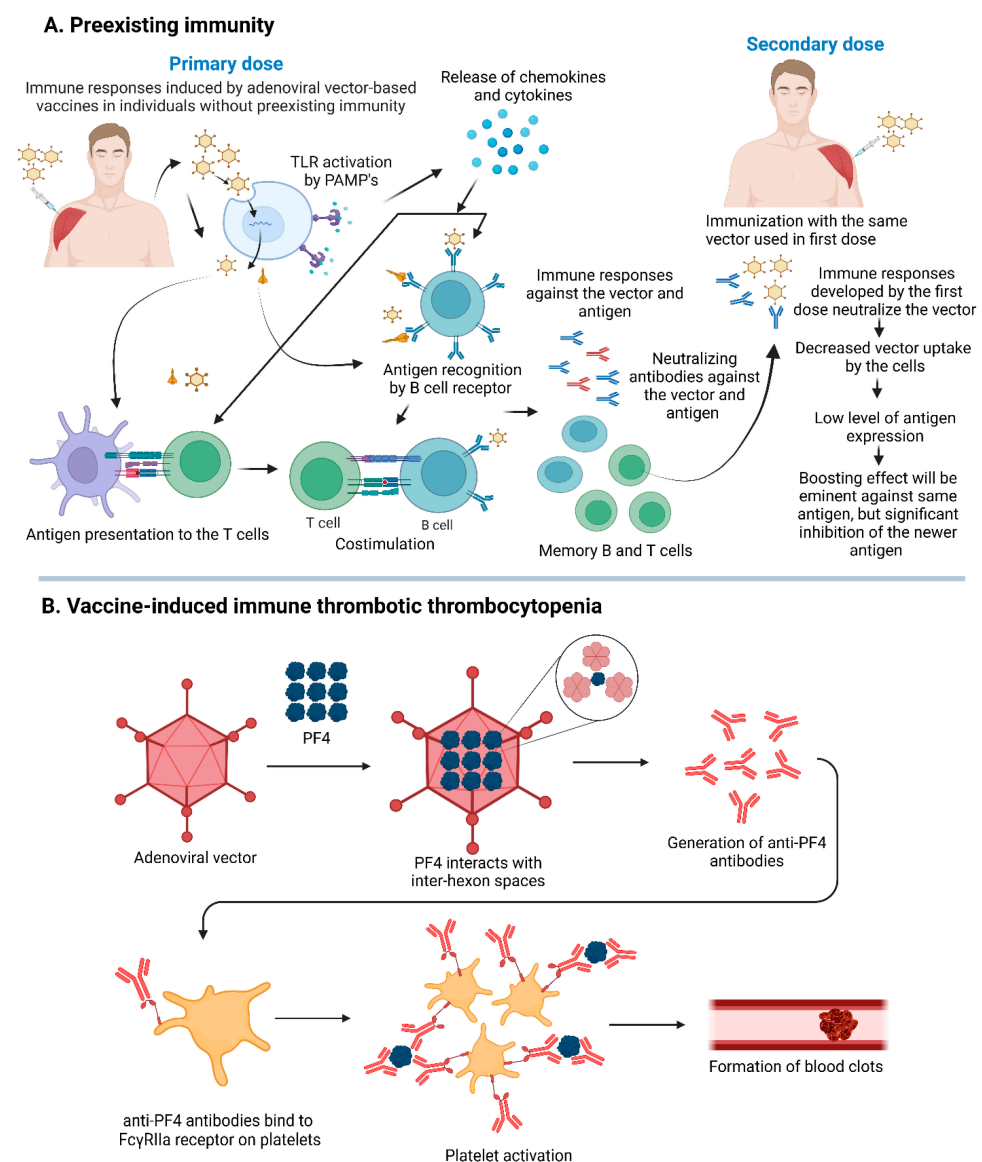 A. Preexisting immunity
Primary dose
Immune responses induced by adenoviral vector-based
vaccines in individuals without preexisting immunity
TLR activation
by PAMP's
Release of chemokines
and cytokines
Antigen recognition
by B cell receptor
Antigen presentation to the T cells
T cell
B cell
Costimulation
Immune responses
against the vector and
antigen
Neutralizing
antibodies against
the vector and
antigen
Memory B and T cells
Secondary dose
Immunization with the same
vector used in first dose
Immune responses
developed by the first
dose neutralize the vector
Decreased vector uptake
by the cells
Low level of antigen
expression
Boosting effect will be
eminent against same
antigen, but significant
inhibition of the newer
antigen
B. Vaccine-induced immune thrombotic thrombocytopenia
Adenoviral vector
PF4
PF4 interacts with
inter-hexon spaces
Generation of anti-PF4
antibodies
anti-PF4 antibodies bind to
FcγRIIa receptor on platelets
Platelet activation
Formation of blood clots